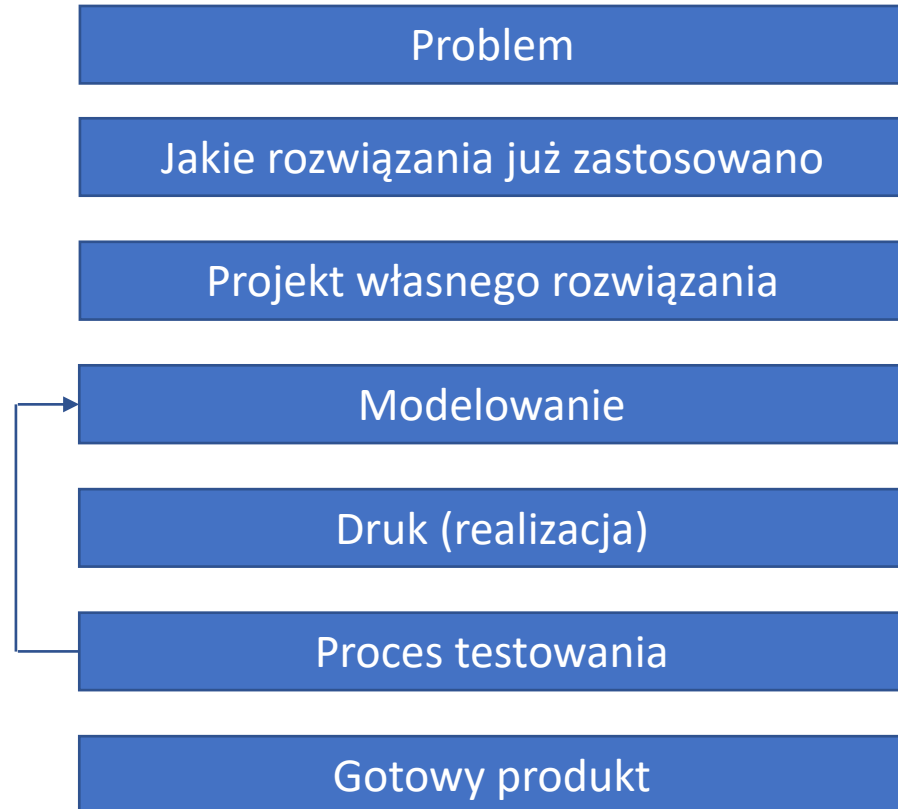 Problem
Jakie rozwiązania już zastosowano
Projekt własnego rozwiązania
Modelowanie
Druk (realizacja)
Proces testowania
Gotowy produkt